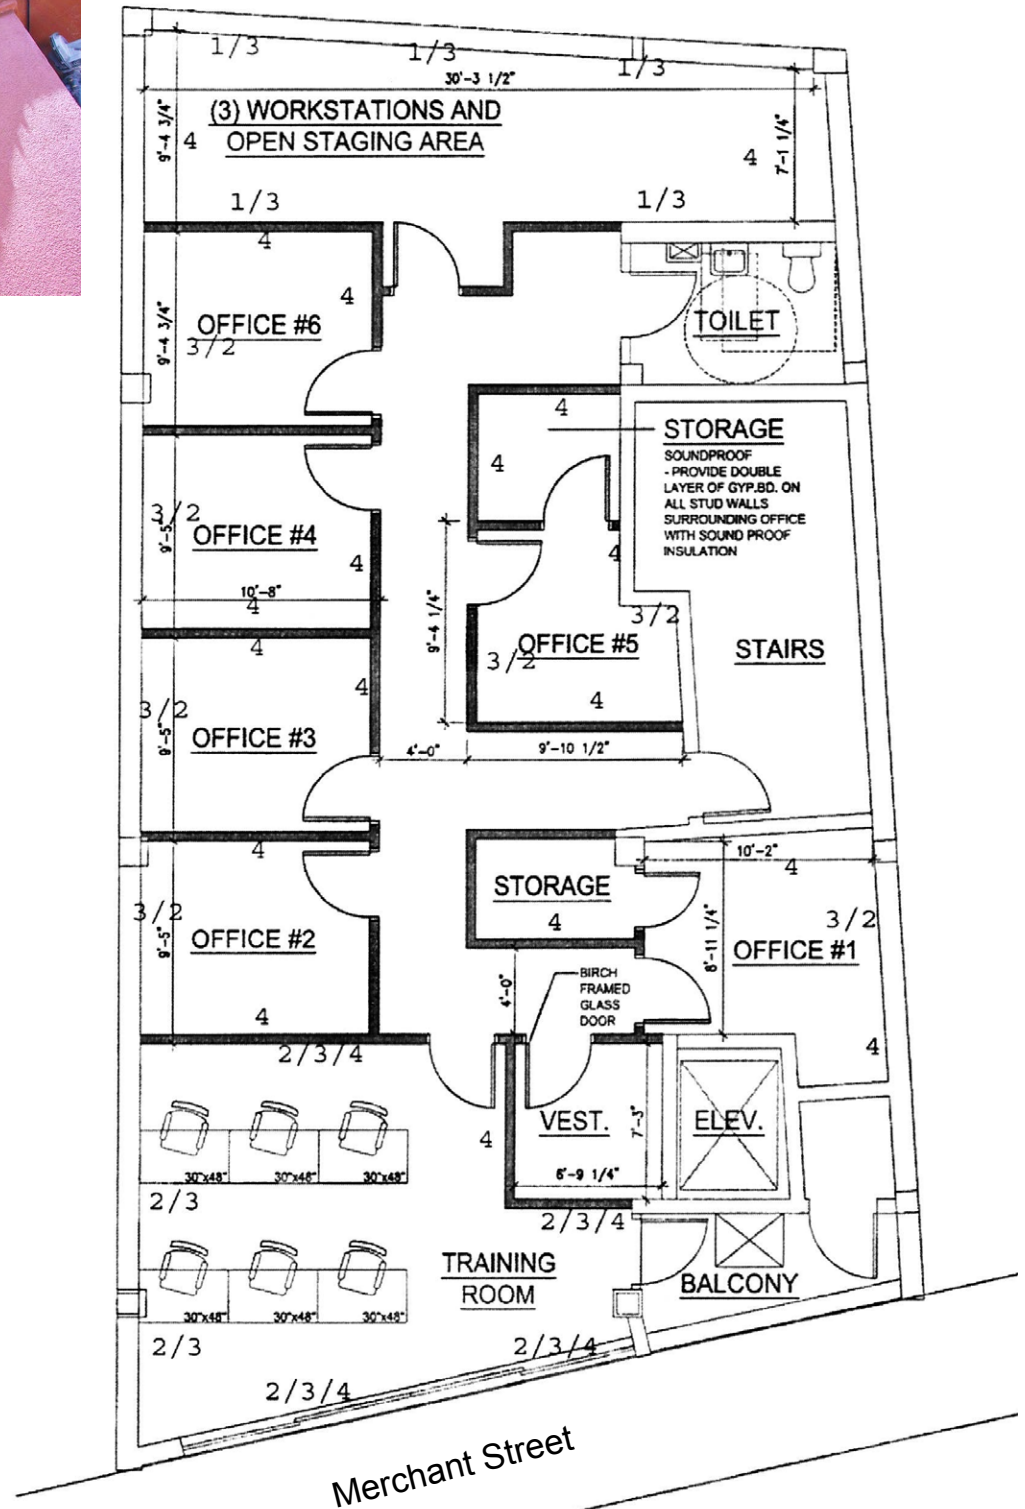 1/3
1/3
1/3
30'-3 1/2"
9'-4 3/4"
(3) WORKSTATIONS AND
OPEN STAGING AREA
4
4
7'-1 1/4"
1/3
1/3
4
4
9'-4 3/4"
OFFICE #6
3/2
TOILET
4
STORAGE
SOUNDPROOF
- PROVIDE DOUBLE
LAYER OF GYP.BD. ON
ALL STUD WALLS
SURROUNDING OFFICE
WITH SOUND PROOF
INSULATION
4
3/2
9'-5"
OFFICE #4
4
4
10'-8"
4
9'-4 1/4"
3/2
OFFICE #5
3/2
STAIRS
4
4
4
3/2
9'-5"
OFFICE #3
4'-0"
9'-10 1/2"
4
10'-2"
4
STORAGE
4
3/2
9'-5"
OFFICE #2
8'-11 1/4"
3/2
OFFICE #1
4'-0"
BIRCH
FRAMED
GLASS
DOOR
4
2/3/4
4
VEST.
7'-3"
ELEV.
4
6'-9 1/4"
30"x48"
30"x48"
30"x48"
2/3
2/3/4
TRAINING
ROOM
BALCONY
30"x48"
30"x48"
30"x48"
2/3
2/3/4
2/3/4
Merchant Street